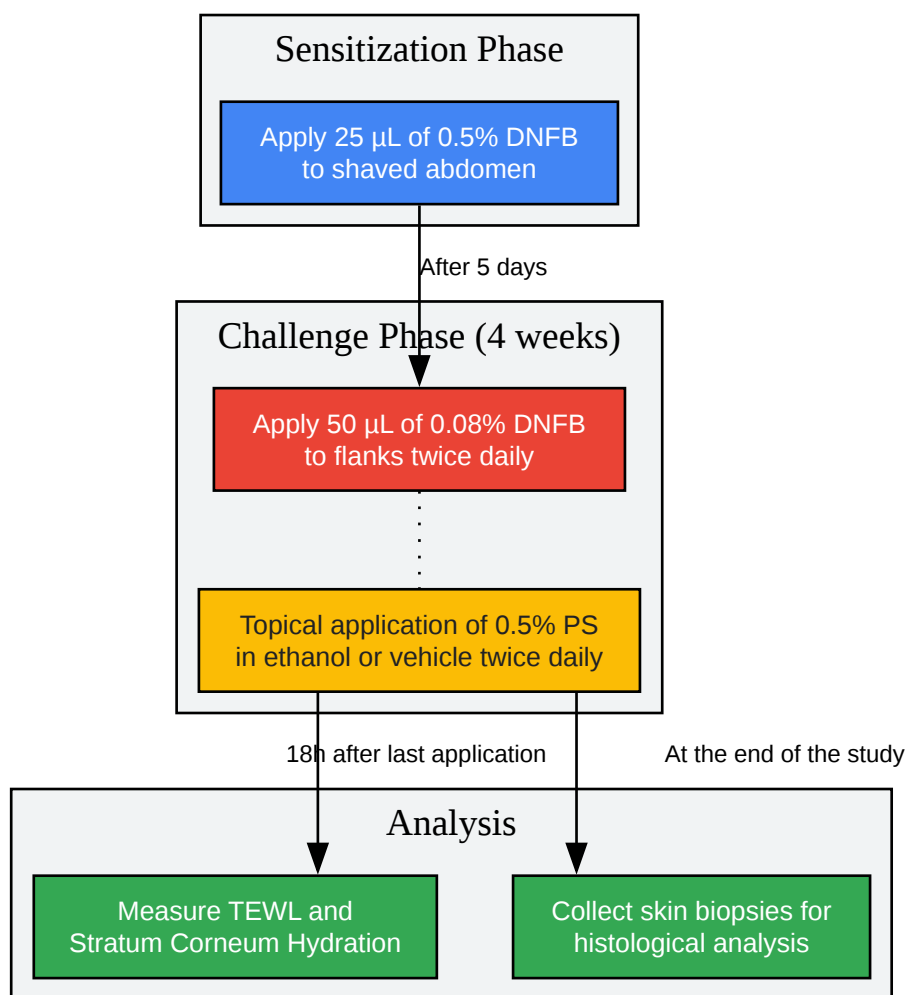 Sensitization Phase
Apply 25 µL of 0.5% DNFB
to shaved abdomen
After 5 days
Challenge Phase (4 weeks)
Apply 50 µL of 0.08% DNFB
to flanks twice daily
Topical application of 0.5% PS
in ethanol or vehicle twice daily
18h after last application
At the end of the study
Analysis
Measure TEWL and
Stratum Corneum Hydration
Collect skin biopsies for
histological analysis